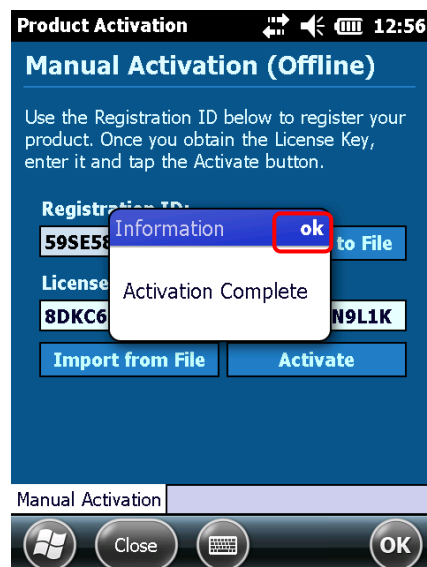 Product Activation 12:56
Manual Activation (Offline)
Use the Registration ID below to register your
product. Once you obtain the License Key,
enter it and tap the Activate button.
Information ok
59SE58 to File
License
Activation Complete
8DKC6 N9L1K
Import from File Activate
Manual Activation
Close OK